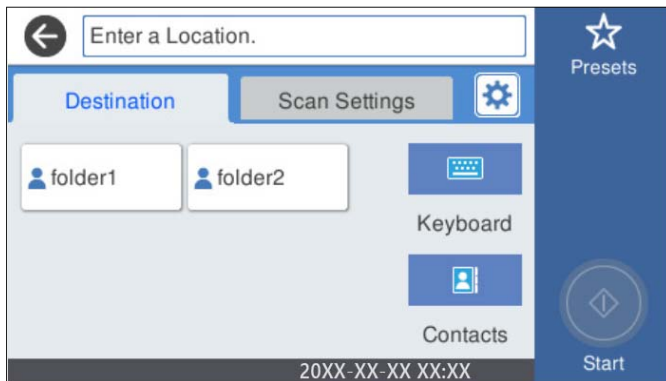 Enter a Location.
Presets
Destination
Scan Settings
folder1
folder2
Keyboard
Contacts
Start
20XX-XX-XX XX:XX